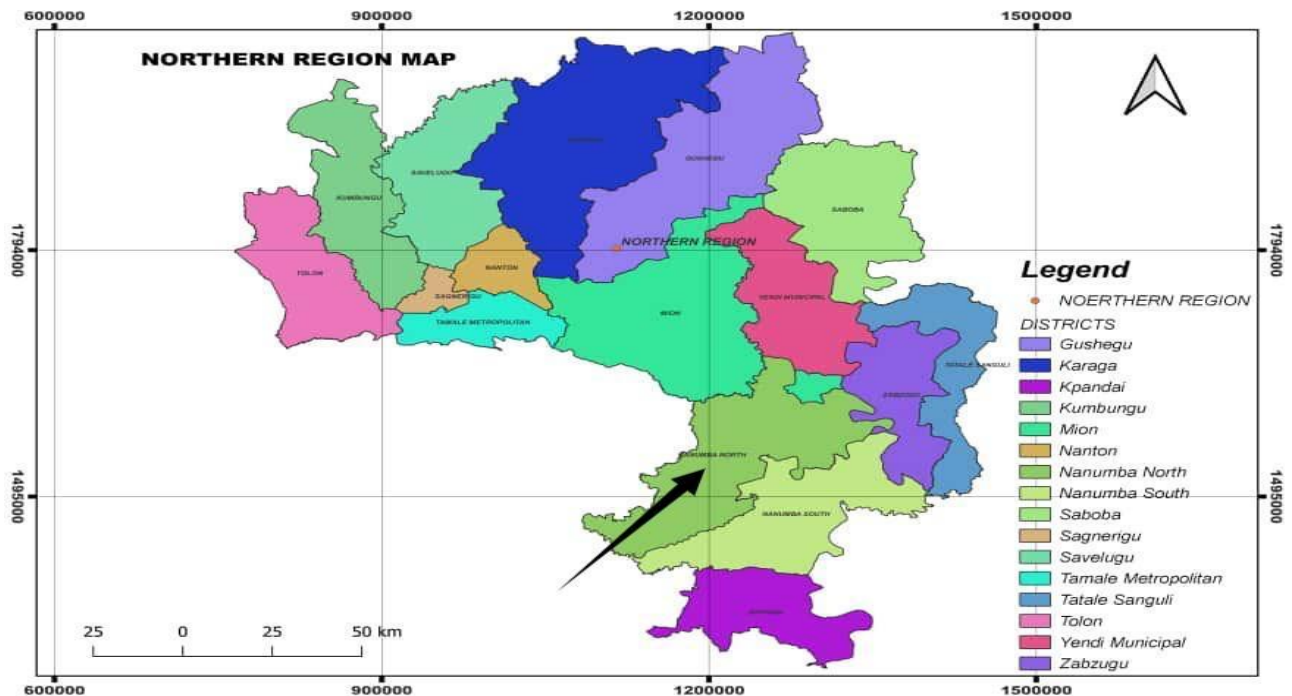 600000 900000 1200000 1500000
NORTHERN REGION MAP
GUSHEGU
SAVELUGU
KUMBUNGU
SABOBA
1794000 1794000
NORTHERN REGION
NANTON
TOLON
SAGNERIGU
YENDI MUNICIPAL
MION
TAMALE METROPOLITAN
TATALE SANGULI
ZABZUGU
NANUMBA NORTH
1495000 1495000
NANUMBA SOUTH
Legend
NOERTHERN REGION
DISTRICTS
Gushegu
Karaga
Kpandai
Kumbungu
Mion
Nanton
Nanumba North
Nanumba South
Saboba
Sagnerigu
Savelugu
Tamale Metropolitan
Tatale Sanguli
Tolon
Yendi Municipal
Zabzugu
25 0 25 50 km
600000 900000 1200000 1500000